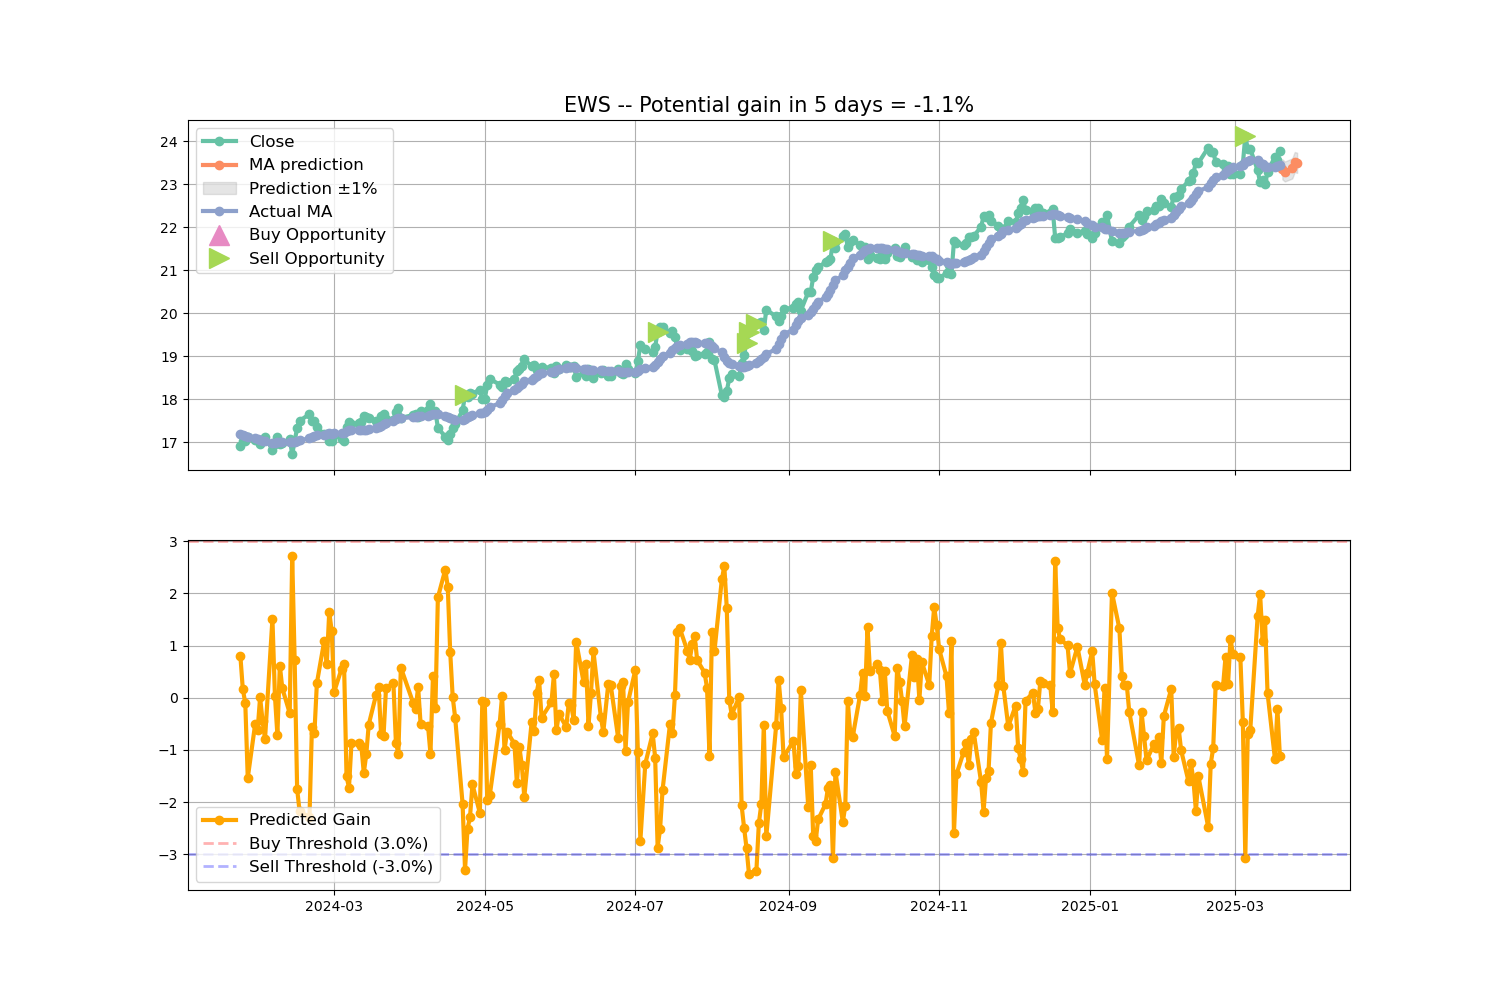 EWS -- Potential gain in 5 days = -1.1%
24
23
22
21
20
19
18
17
Close
MA prediction
Prediction ±1%
Actual MA
Buy Opportunity
Sell Opportunity
3
2
1
0
−1
−2
−3
Predicted Gain
Buy Threshold (3.0%)
Sell Threshold (-3.0%)
2024-03 2024-05 2024-07 2024-09 2024-11 2025-01 2025-03